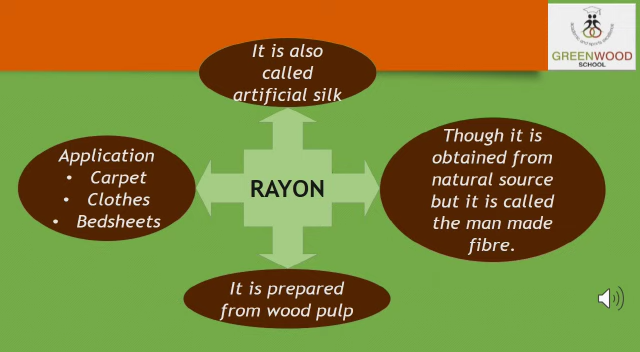 GREENWOOD
SCHOOL
It is also
called
artificial silk
Application
• Carpet
• Clothes
• Bedsheets
RAYON
Though it is
obtained from
natural source
but it is called
the man made
fibre.
It is prepared
from wood pulp